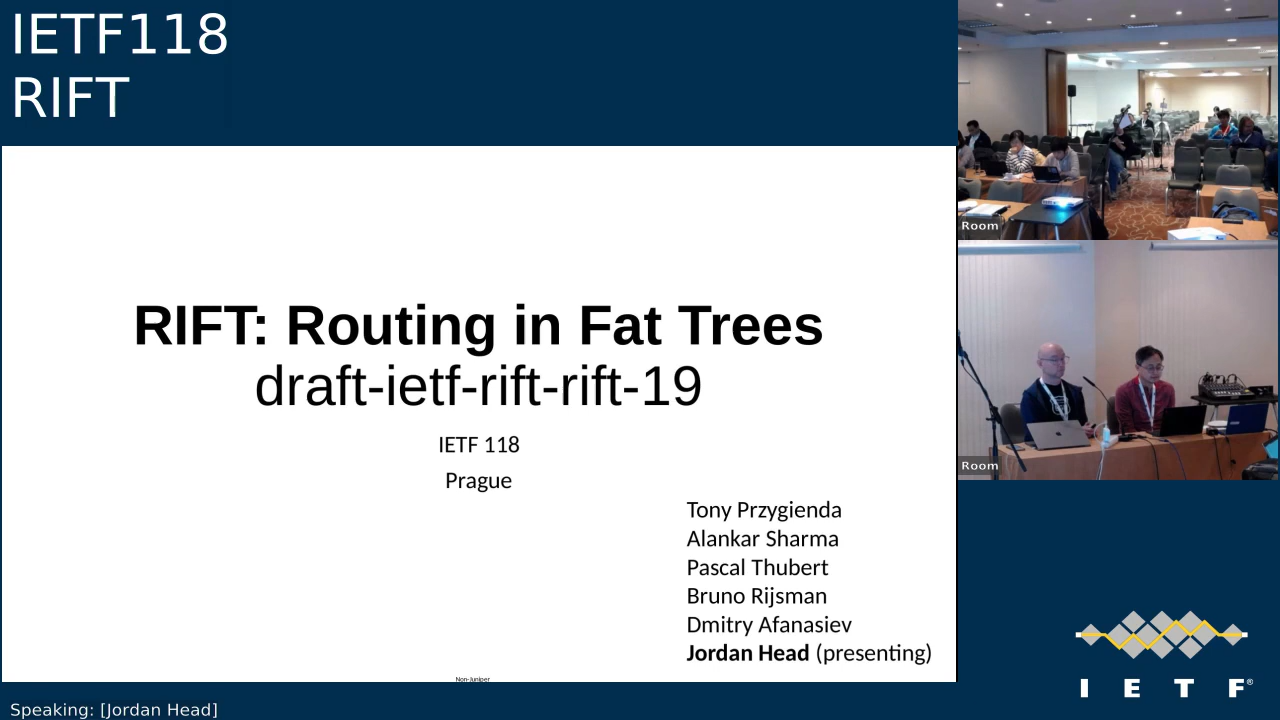 IETF118
RIFT
RIFT: Routing in Fat Trees
draft-ietf-rift-rift-19
IETF 118
Prague
Tony Przygienda
Alankar Sharma
Pascal Thubert
Bruno Rijsman
Dmitry Afanasiev
Jordan Head (presenting)
Non-Juniper
Room
Room
I E T F®
Speaking: [Jordan Head]